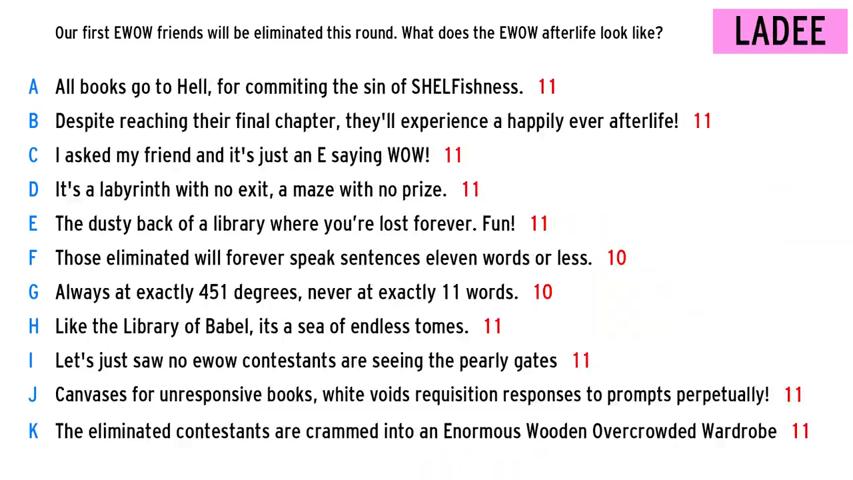 Our first EWOW friends will be eliminated this round. What does the EWOW afterlife look like?
LADEE
A All books go to Hell, for commiting the sin of SHELFishness. 11
B Despite reaching their final chapter, they'll experience a happily ever afterlife! 11
C I asked my friend and it's just an E saying WOW! 11
D It's a labyrinth with no exit, a maze with no prize. 11
E The dusty back of a library where you’re lost forever. Fun! 11
F Those eliminated will forever speak sentences eleven words or less. 10
G Always at exactly 451 degrees, never at exactly 11 words. 10
H Like the Library of Babel, its a sea of endless tomes. 11
I Let's just saw no ewow contestants are seeing the pearly gates 11
J Canvases for unresponsive books, white voids requisition responses to prompts perpetually! 11
K The eliminated contestants are crammed into an Enormous Wooden Overcrowded Wardrobe 11